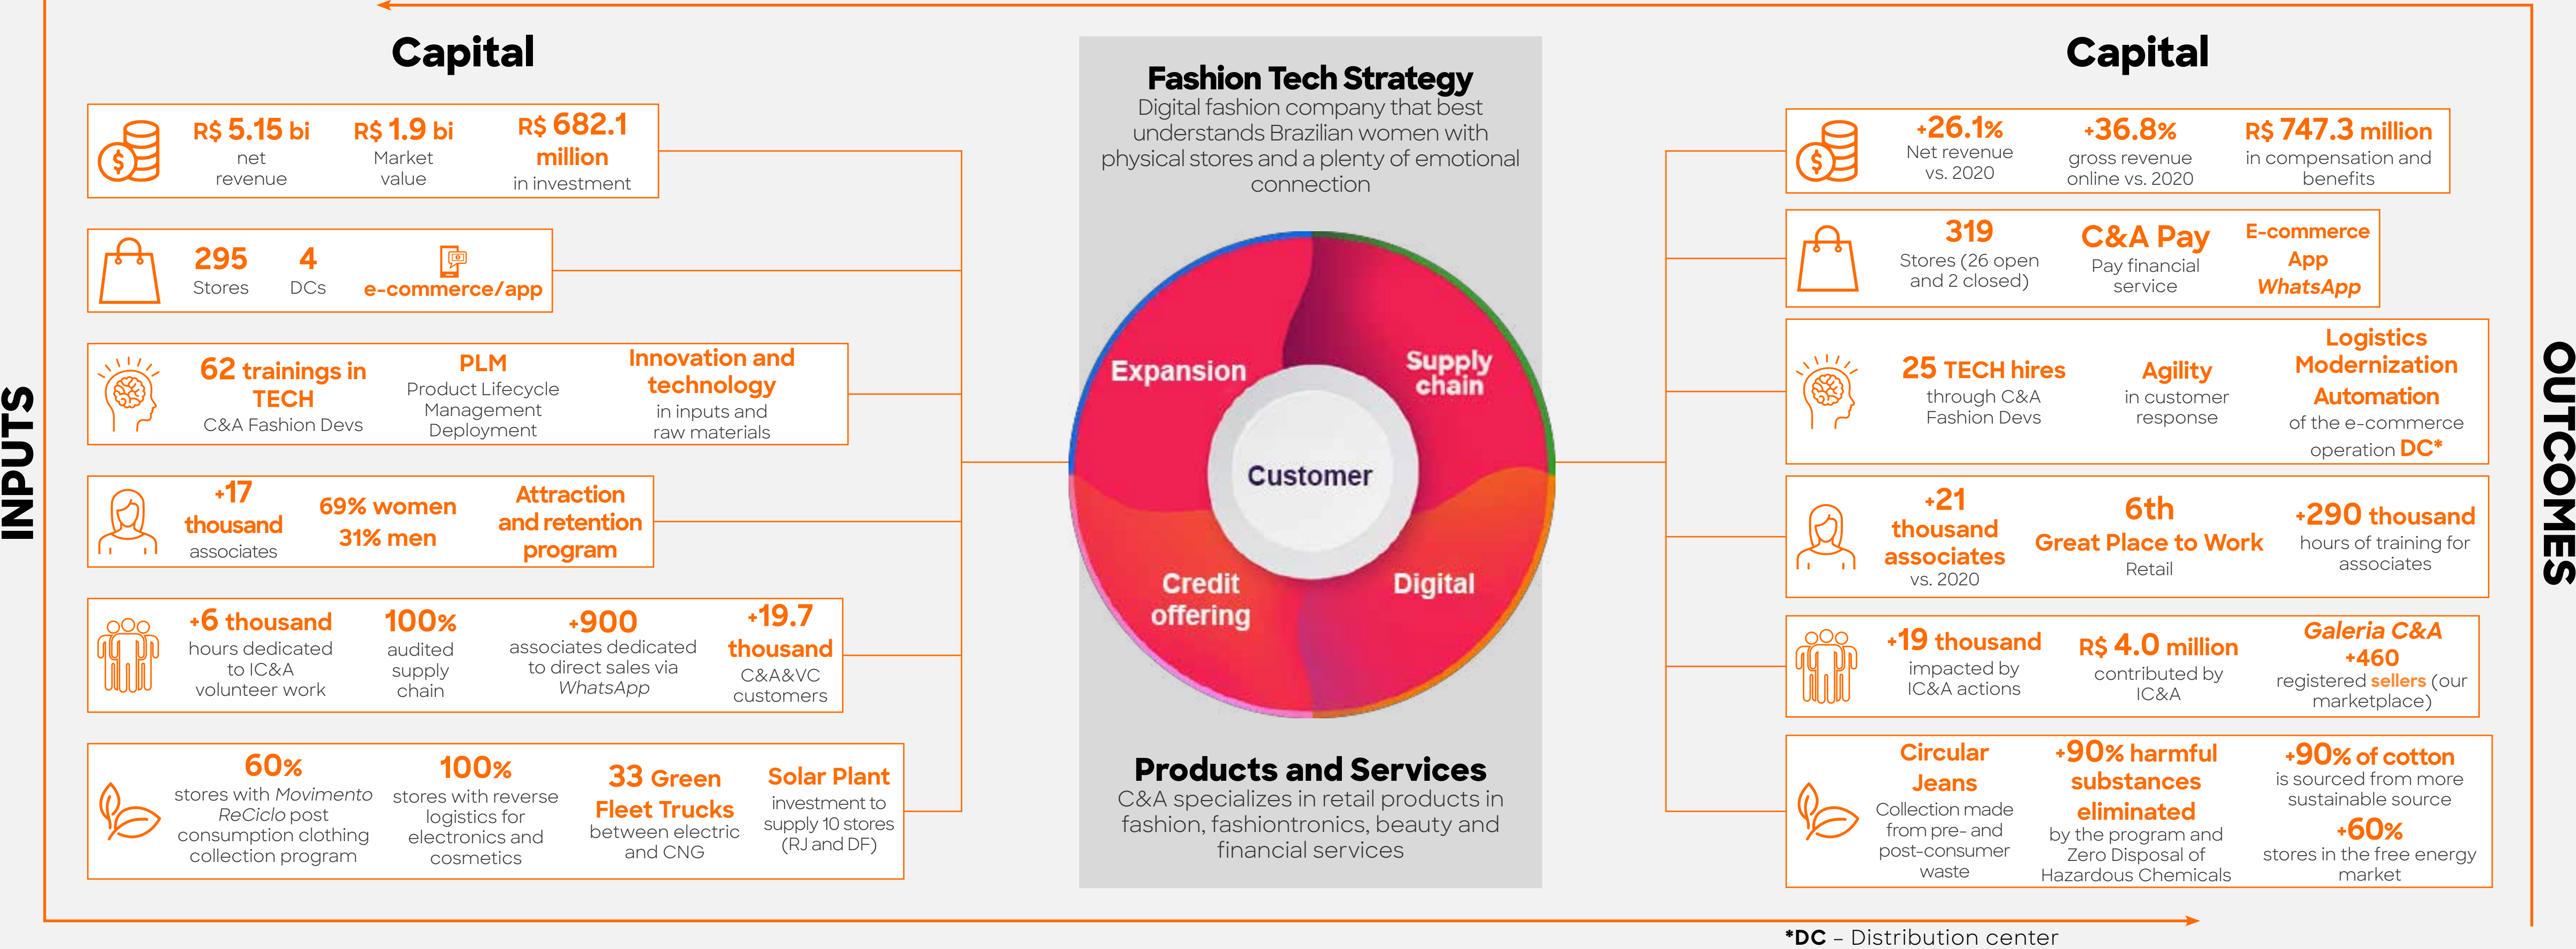 INPUTS
Capital
R$ 5.15 bi
net
revenue
R$ 1.9 bi
Market
value
R$ 682.1
million
in investment
295
Stores
4
DCs
e-commerce/app
62 trainings in
TECH
C&A Fashion Devs
PLM
Product Lifecycle
Management
Deployment
Innovation and
technology
in inputs and
raw materials
+17
thousand
associates
69% women
31% men
Attraction
and retention
program
+6 thousand
hours dedicated
to IC&A
volunteer work
100%
audited
supply
chain
+900
associates dedicated
to direct sales via
WhatsApp
+19.7
thousand
C&A&VC
customers
60%
stores with Movimento
ReCiclo post
consumption clothing
collection program
100%
stores with reverse
logistics for
electronics and
cosmetics
33 Green
Fleet Trucks
between electric
and CNG
Solar Plant
investment to
supply 10 stores
(RJ and DF)
Fashion Tech Strategy
Digital fashion company that best
understands Brazilian women with
physical stores and a plenty of emotional
connection
Expansion
Supply
chain
Customer
Credit
offering
Digital
Products and Services
C&A specializes in retail products in
fashion, fashiontronics, beauty and
financial services
Capital
+26.1%
Net revenue
vs. 2020
+36.8%
gross revenue
online vs. 2020
R$ 747.3 million
in compensation and
benefits
319
Stores (26 open
and 2 closed)
C&A Pay
Pay financial
service
E-commerce
App
WhatsApp
25 TECH hires
through C&A
Fashion Devs
Agility
in customer
response
Logistics
Modernization
Automation
of the e-commerce
operation DC*
+21
thousand
associates
vs. 2020
6th
Great Place to Work
Retail
+290 thousand
hours of training for
associates
+19 thousand
impacted by
IC&A actions
R$ 4.0 million
contributed by
IC&A
Galeria C&A
+460
registered sellers (our
marketplace)
Circular
Jeans
Collection made
from pre- and
post-consumer
waste
+90% harmful
substances
eliminated
by the program and
Zero Disposal of
Hazardous Chemicals
+90% of cotton
is sourced from more
sustainable source
+60%
stores in the free energy
market
OUTCOMES
*DC – Distribution center